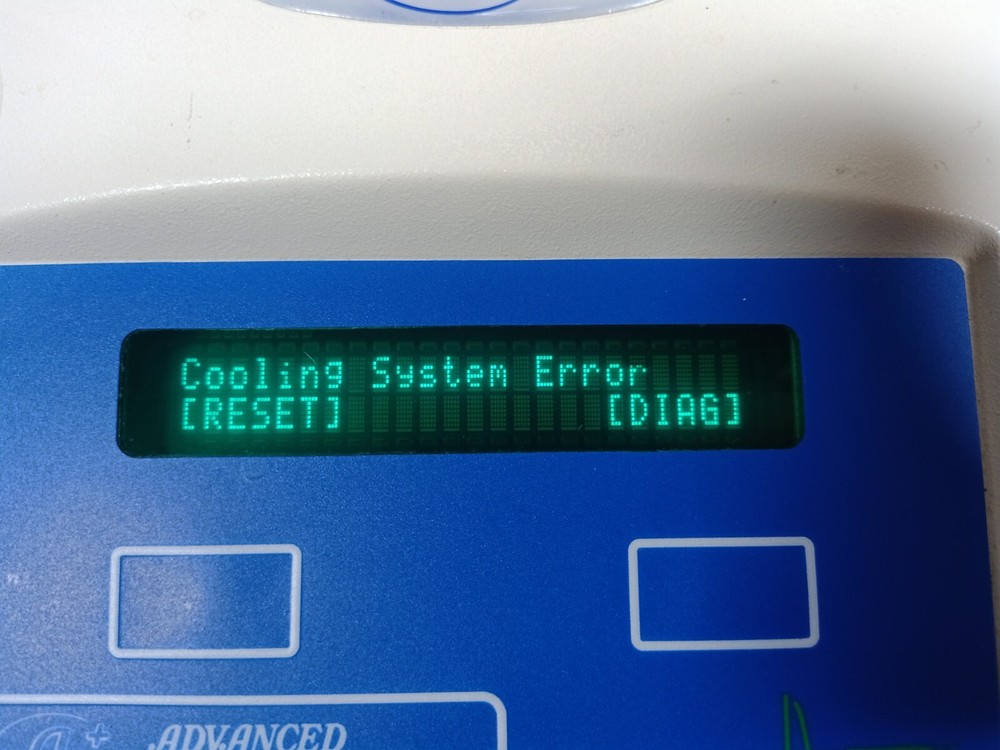 Cooling System Error
[RESET] [DIAG]
ADVANCED